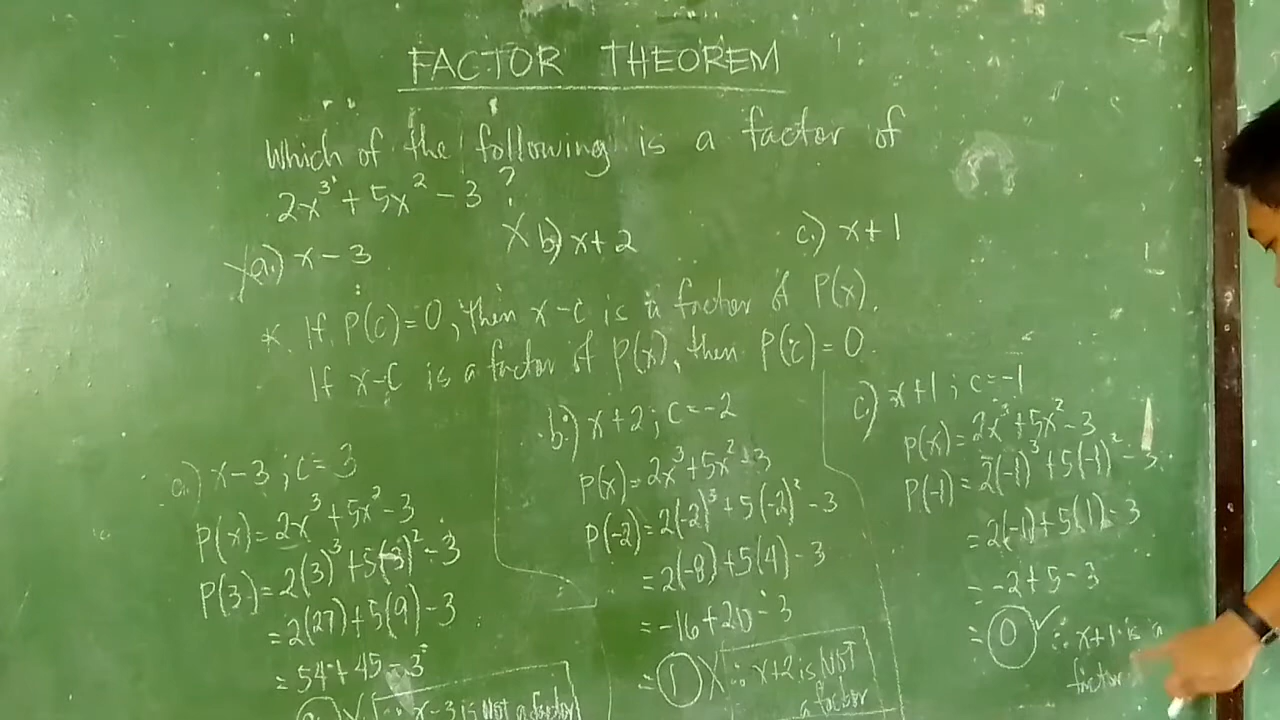 FACTOR THEOREM
Which of the following is a factor of
2x³ + 5x² - 3 ?
X a.) x - 3
X b) x + 2
c.) x + 1
* If P(c) = 0, then x - c is a factor of P(x).
If x - c is a factor of P(x), then P(c) = 0.
a.) x - 3 ; c = 3
P(x) = 2x³ + 5x² - 3
P(3) = 2(3)³ + 5(3)² - 3
= 2(27) + 5(9) - 3
= 54 + 45 - 3
∴ x - 3 is NOT a factor
b.) x + 2 ; c = -2
P(x) = 2x³ + 5x² - 3
P(-2) = 2(-2)³ + 5(-2)² - 3
= 2(-8) + 5(4) - 3
= -16 + 20 - 3
= 1 X ∴ x + 2 is NOT
a factor
c.) x + 1 ; c = -1
P(x) = 2x³ + 5x² - 3
P(-1) = 2(-1)³ + 5(-1)² - 3
= 2(-1) + 5(1) - 3
= -2 + 5 - 3
= 0 ✓ ∴ x + 1 is a
factor